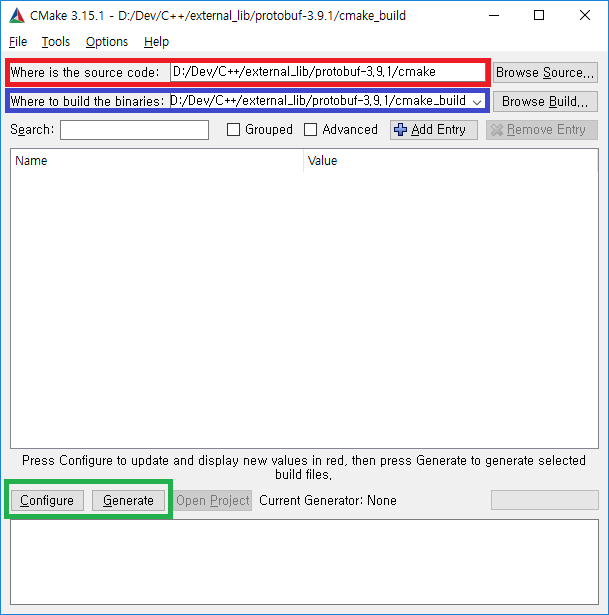 CMake 3.15.1 - D:/Dev/C++/external_lib/protobuf-3.9.1/cmake_build
File Tools Options Help
Where is the source code: D:/Dev/C++/external_lib/protobuf-3.9.1/cmake Browse Source...
Where to build the binaries: D:/Dev/C++/external_lib/protobuf-3.9.1/cmake_build Browse Build...
Search: Grouped Advanced Add Entry Remove Entry
Name Value
Press Configure to update and display new values in red, then press Generate to generate selected
build files.
Configure Generate Open Project Current Generator: None